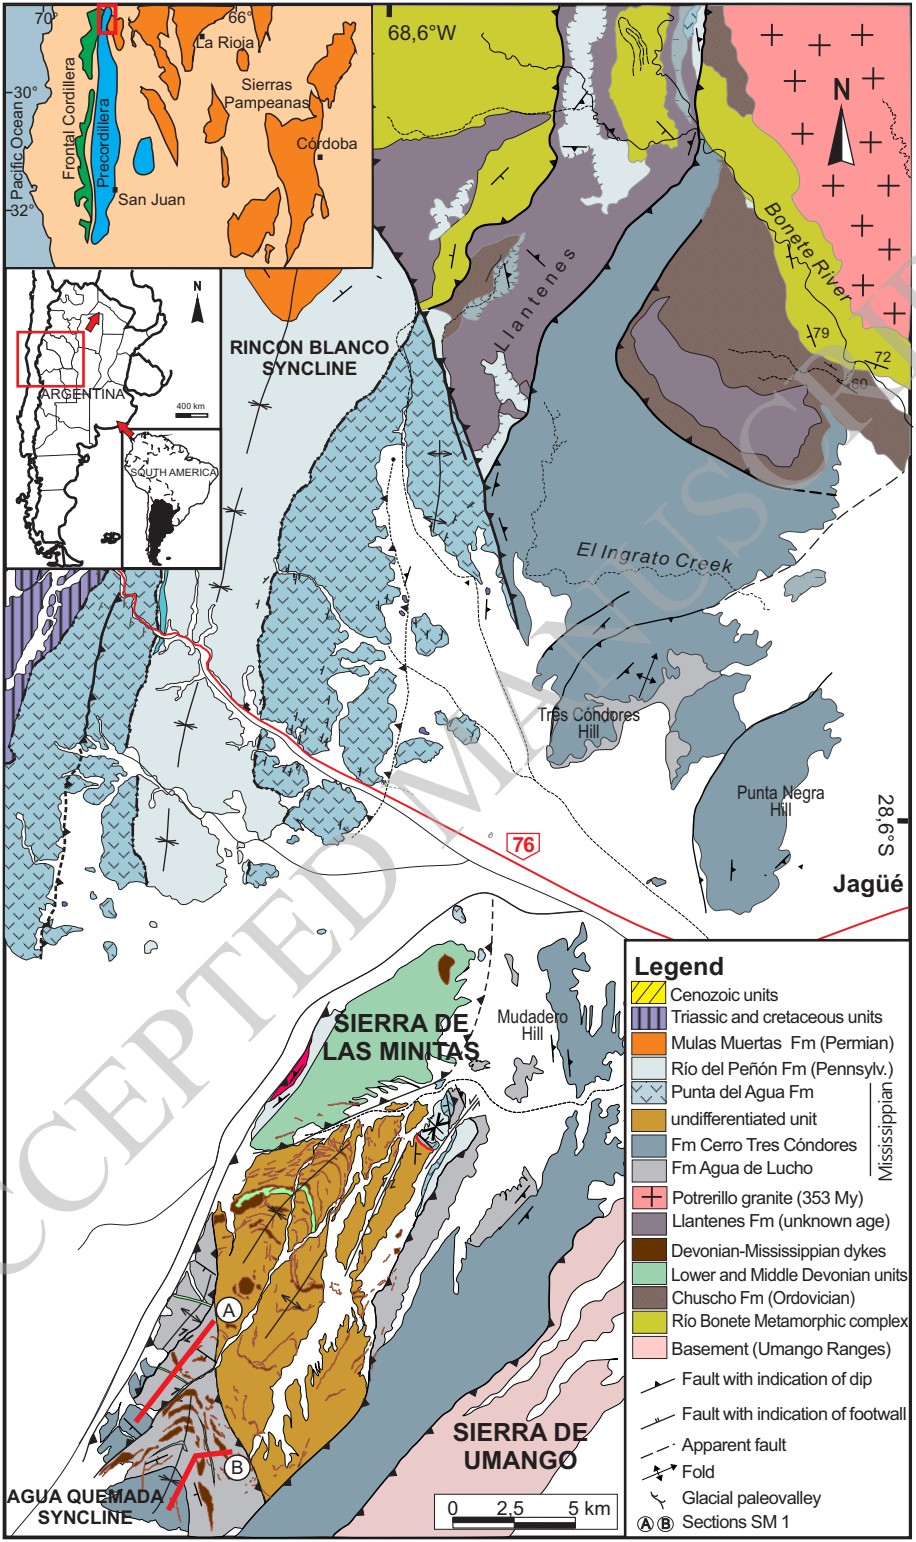 70°
66°
68,6°W
La Rioja
Sierras
Pampeanas
30°
Córdoba
San Juan
32°
Pacific Ocean
Frontal Cordillera
Precordillera
N
N
400 km
ARGENTINA
SOUTH AMERICA
RINCON BLANCO
SYNCLINE
Llantenes
Bonete River
79
72
60
El Ingrato Creek
Tres Cóndores
Hill
Punta Negra
Hill
28,6°S
76
Jagüé
ACCEPTED MANUSCRIPT
SIERRA DE
LAS MINITAS
Mudadero
Hill
A
B
AGUA QUEMADA
SYNCLINE
SIERRA DE
UMANGO
0 2,5 5 km
Legend
Cenozoic units
Triassic and cretaceous units
Mulas Muertas Fm (Permian)
Río del Peñón Fm (Pennsylv.)
Punta del Agua Fm
undifferentiated unit
Fm Cerro Tres Cóndores
Fm Agua de Lucho
Mississippian
Potrerillo granite (353 My)
Llantenes Fm (unknown age)
Devonian-Mississippian dykes
Lower and Middle Devonian units
Chuscho Fm (Ordovician)
Río Bonete Metamorphic complex
Basement (Umango Ranges)
Fault with indication of dip
Fault with indication of footwall
Apparent fault
Fold
Glacial paleovalley
A B Sections SM 1